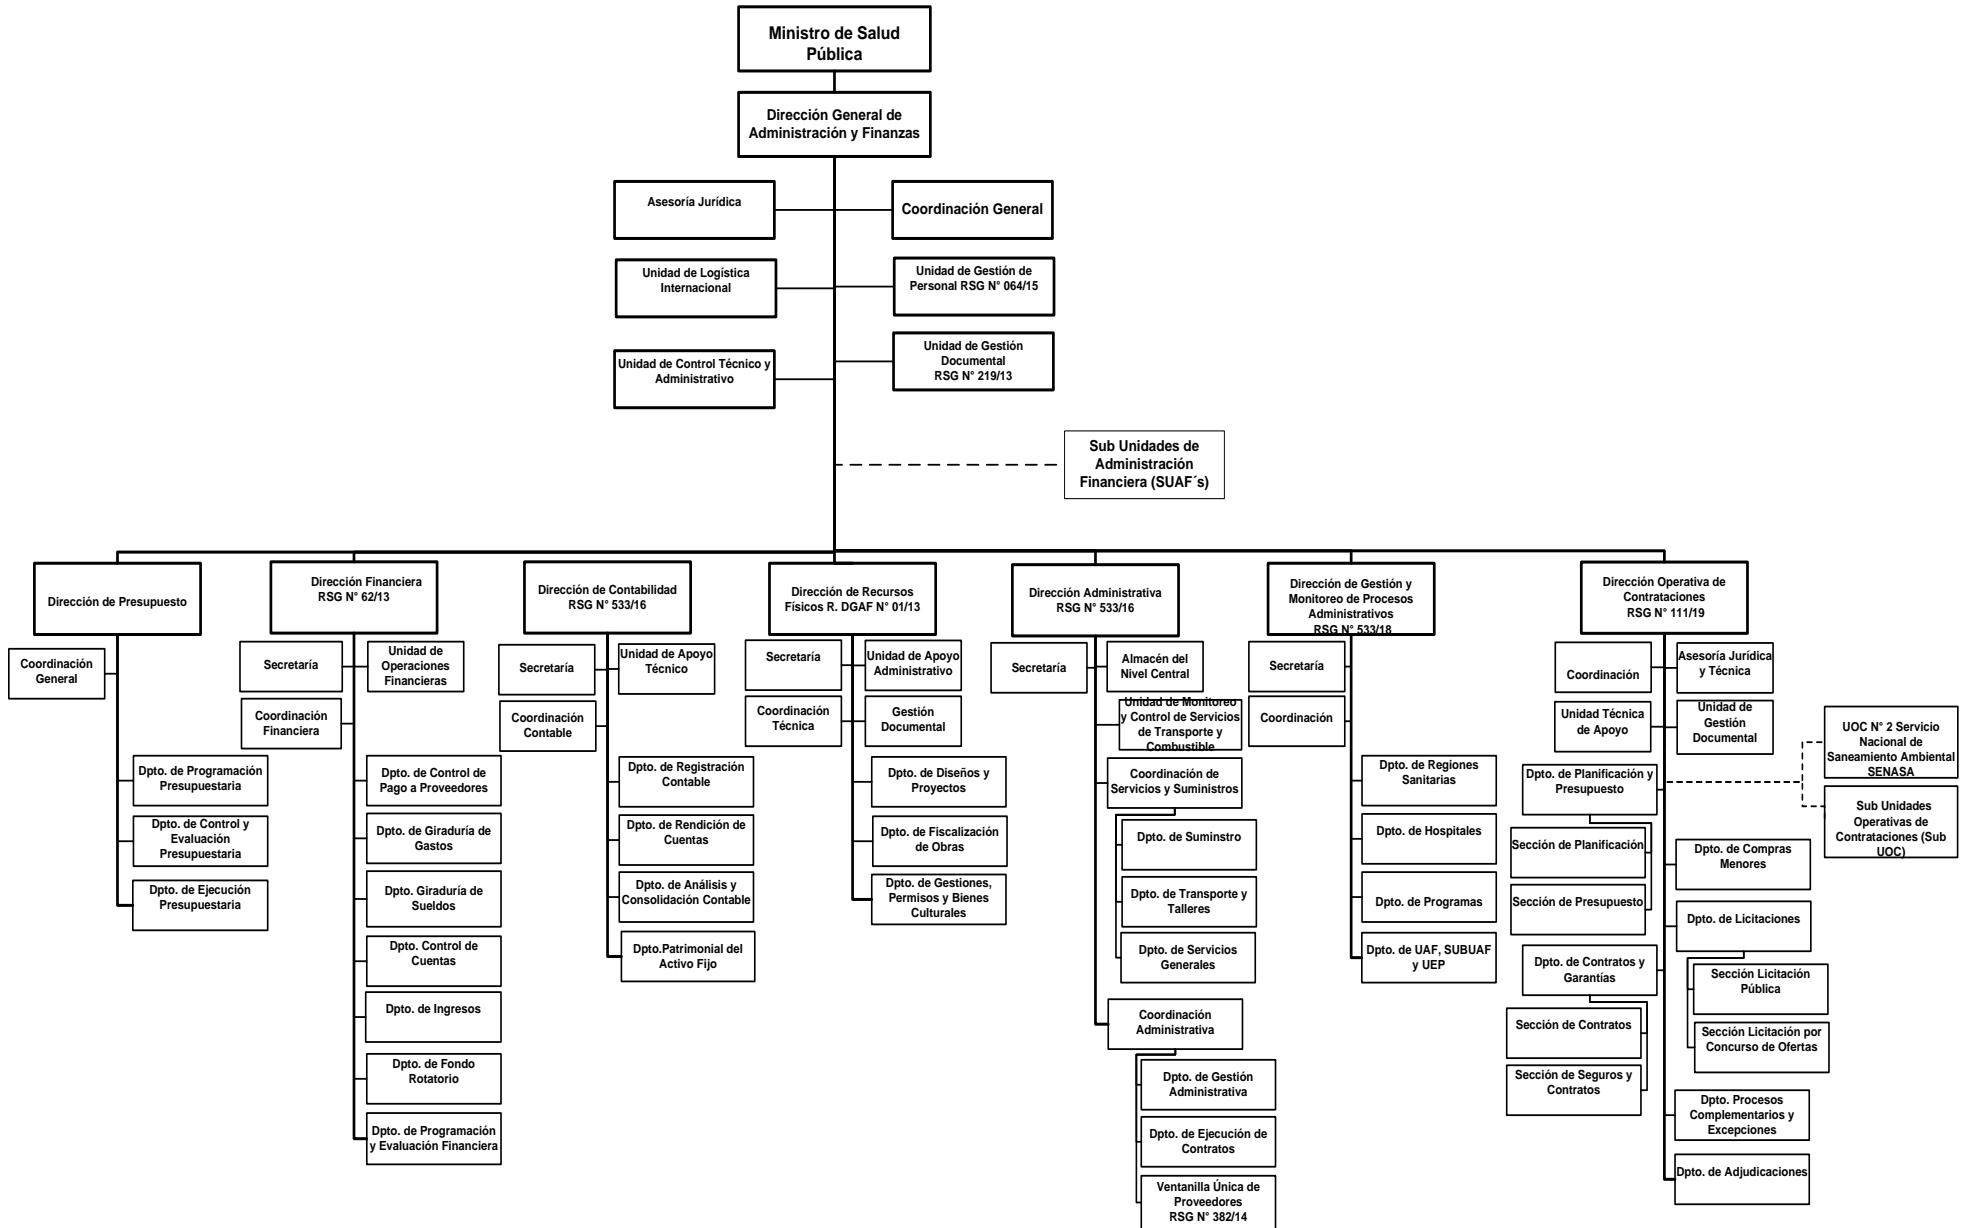 Ministro de Salud
Pública
Dirección General de
Administración y Finanzas
Asesoría Jurídica
Coordinación General
Unidad de Logística
Internacional
Unidad de Gestión de
Personal RSG N° 064/15
Unidad de Control Técnico y
Administrativo
Unidad de Gestión
Documental
RSG N° 219/13
Sub Unidades de
Administración
Financiera (SUAF´s)
Dirección de Presupuesto
Coordinación
General
Dpto. de Programación
Presupuestaria
Dpto. de Control y
Evaluación
Presupuestaria
Dpto. de Ejecución
Presupuestaria
Dirección Financiera
RSG N° 62/13
Secretaría
Unidad de
Operaciones
Financieras
Coordinación
Financiera
Dpto. de Control de
Pago a Proveedores
Dpto. de Giraduría de
Gastos
Dpto. Giraduría de
Sueldos
Dpto. Control de
Cuentas
Dpto. de Ingresos
Dpto. de Fondo
Rotatorio
Dpto. de Programación
y Evaluación Financiera
Dirección de Contabilidad
RSG N° 533/16
Secretaría
Unidad de Apoyo
Técnico
Coordinación
Contable
Dpto. de Registración
Contable
Dpto. de Rendición de
Cuentas
Dpto. de Análisis y
Consolidación Contable
Dpto.Patrimonial del
Activo Fijo
Dirección de Recursos
Físicos R. DGAF N° 01/13
Secretaría
Unidad de Apoyo
Administrativo
Coordinación
Técnica
Gestión
Documental
Dpto. de Diseños y
Proyectos
Dpto. de Fiscalización
de Obras
Dpto. de Gestiones,
Permisos y Bienes
Culturales
Dirección Administrativa
RSG N° 533/16
Secretaría
Almacén del
Nivel Central
Unidad de Monitoreo
y Control de Servicios
de Transporte y
Combustible
Coordinación de
Servicios y Suministros
Dpto. de Suminstro
Dpto. de Transporte y
Talleres
Dpto. de Servicios
Generales
Coordinación
Administrativa
Dpto. de Gestión
Administrativa
Dpto. de Ejecución de
Contratos
Ventanilla Única de
Proveedores
RSG N° 382/14
Dirección de Gestión y
Monitoreo de Procesos
Administrativos
RSG N° 533/18
Secretaría
Coordinación
Dpto. de Regiones
Sanitarias
Dpto. de Hospitales
Dpto. de Programas
Dpto. de UAF, SUBUAF
y UEP
Dirección Operativa de
Contrataciones
RSG N° 111/19
Coordinación
Asesoría Jurídica
y Técnica
Unidad Técnica
de Apoyo
Unidad de
Gestión
Documental
UOC N° 2 Servicio
Nacional de
Saneamiento Ambiental
SENASA
Sub Unidades
Operativas de
Contrataciones (Sub
UOC)
Dpto. de Planificación y
Presupuesto
Sección de Planificación
Sección de Presupuesto
Dpto. de Compras
Menores
Dpto. de Licitaciones
Sección Licitación
Pública
Sección Licitación por
Concurso de Ofertas
Dpto. de Contratos y
Garantías
Sección de Contratos
Sección de Seguros y
Contratos
Dpto. Procesos
Complementarios y
Excepciones
Dpto. de Adjudicaciones